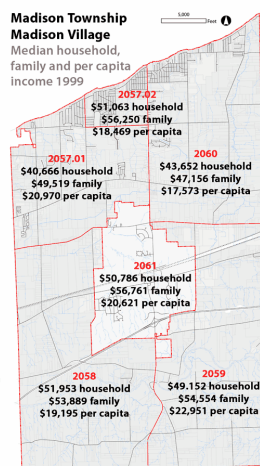 Madison Township
Madison Village
Median household,
family and per capita
income 1999
5,000
Feet
2057.02
$51,063 household
$56,250 family
$18,469 per capita
2057.01
$40,666 household
$49,519 family
$20,970 per capita
2060
$43,652 household
$47,156 family
$17,573 per capita
2061
$50,786 household
$56,761 family
$20,621 per capita
2058
$51,953 household
$53,889 family
$19,195 per capita
2059
$49.152 household
$54,554 family
$22,951 per capita